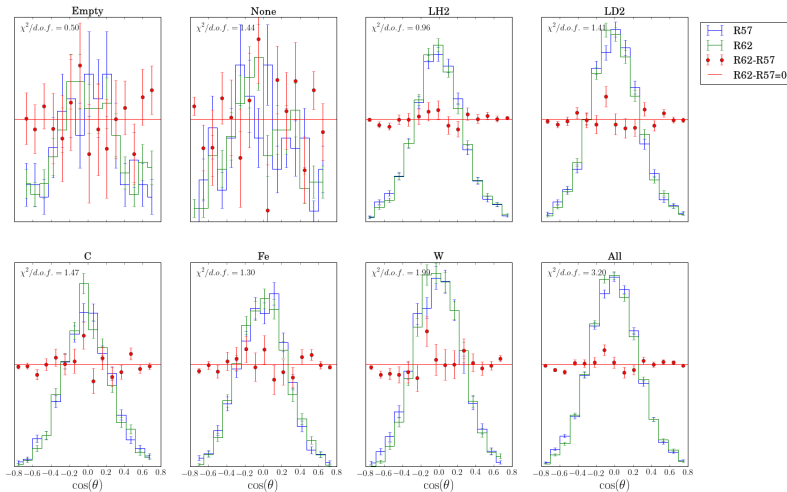 Empty
None
LH2
LD2
χ²/d.o.f. = 0.50
χ²/d.o.f. = 1.44
χ²/d.o.f. = 0.96
χ²/d.o.f. = 1.41
R57
R62
R62-R57
R62-R57=0
C
Fe
W
All
χ²/d.o.f. = 1.47
χ²/d.o.f. = 1.30
χ²/d.o.f. = 1.99
χ²/d.o.f. = 3.20
−0.8 −0.6 −0.4 −0.2 0.0 0.2 0.4 0.6 0.8
−0.8 −0.6 −0.4 −0.2 0.0 0.2 0.4 0.6 0.8
−0.8 −0.6 −0.4 −0.2 0.0 0.2 0.4 0.6 0.8
−0.8 −0.6 −0.4 −0.2 0.0 0.2 0.4 0.6 0.8
cos(θ)
cos(θ)
cos(θ)
cos(θ)